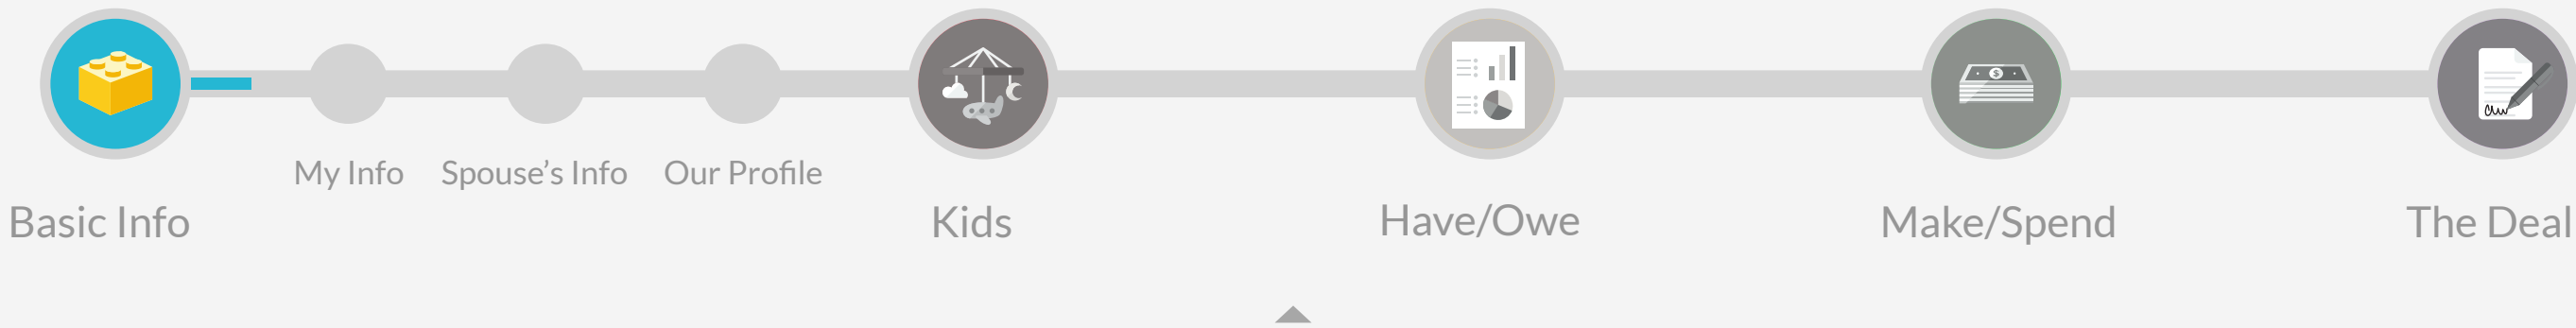 My Info
Spouse’s Info
Our Profile
Basic Info
Kids
Have/Owe
Make/Spend
The Deal